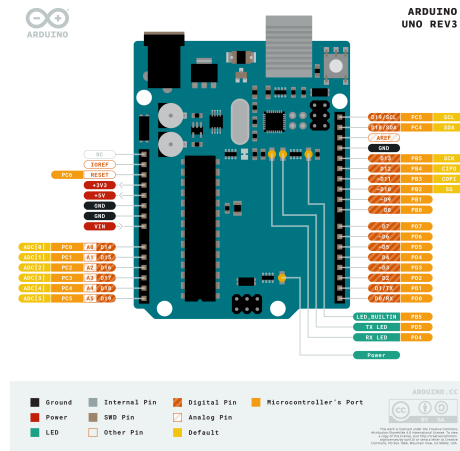 ARDUINO
ARDUINO
UNO REV3
D19/SCL PC5 SCL
D18/SDA PC4 SDA
AREF
GND
NC
D13 PB5 SCK
IOREF
~D12 PB4 CIPO
PC6 RESET
~D11 PB3 COPI
+3V3
~D10 PB2 SS
+5V
~D9 PB1
GND
D8 PB0
GND
VIN
~D7 PD7
~D6 PD6
ADC[0] PC0 A0 D14
~D5 PD5
ADC[1] PC1 A1 D15
D4 PD4
ADC[2] PC2 A2 D16
~D3 PD3
ADC[3] PC3 A3 D17
D2 PD2
ADC[4] PC4 A4 D18
D1/TX PD1
ADC[5] PC5 A5 D19
D0/RX PD0
LED_BUILTIN PB5
TX LED PD5
RX LED PD4
Power
ARDUINO.CC
Ground
Internal Pin
Digital Pin
Microcontroller's Port
Power
SWD Pin
Analog Pin
LED
Other Pin
Default
CC
BY SA